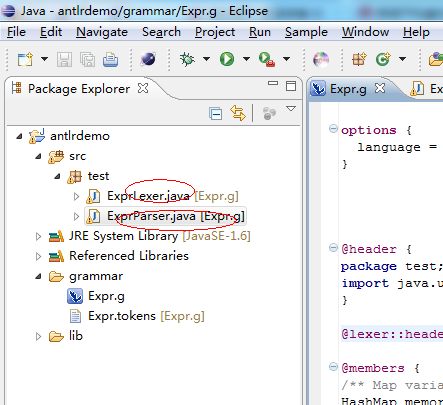 Java - antlrdemo/grammar/Expr.g - Eclipse
File Edit Navigate Search Project Run Sample Window Help
Package Explorer
Expr.g
antlrdemo
src
test
ExprLexer.java [Expr.g]
ExprParser.java [Expr.g]
JRE System Library [JavaSE-1.6]
Referenced Libraries
grammar
Expr.g
Expr.tokens [Expr.g]
lib
options {
language =
}
@header {
package test;
import java.u
}
@lexer::heade
@members {
/** Map varia
HashMap memor